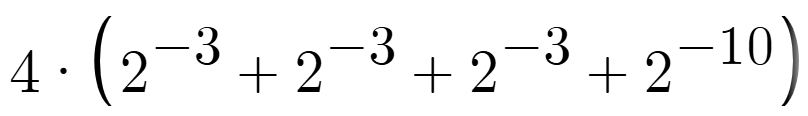 4 · (2^{-3} + 2^{-3} + 2^{-3} + 2^{-10})